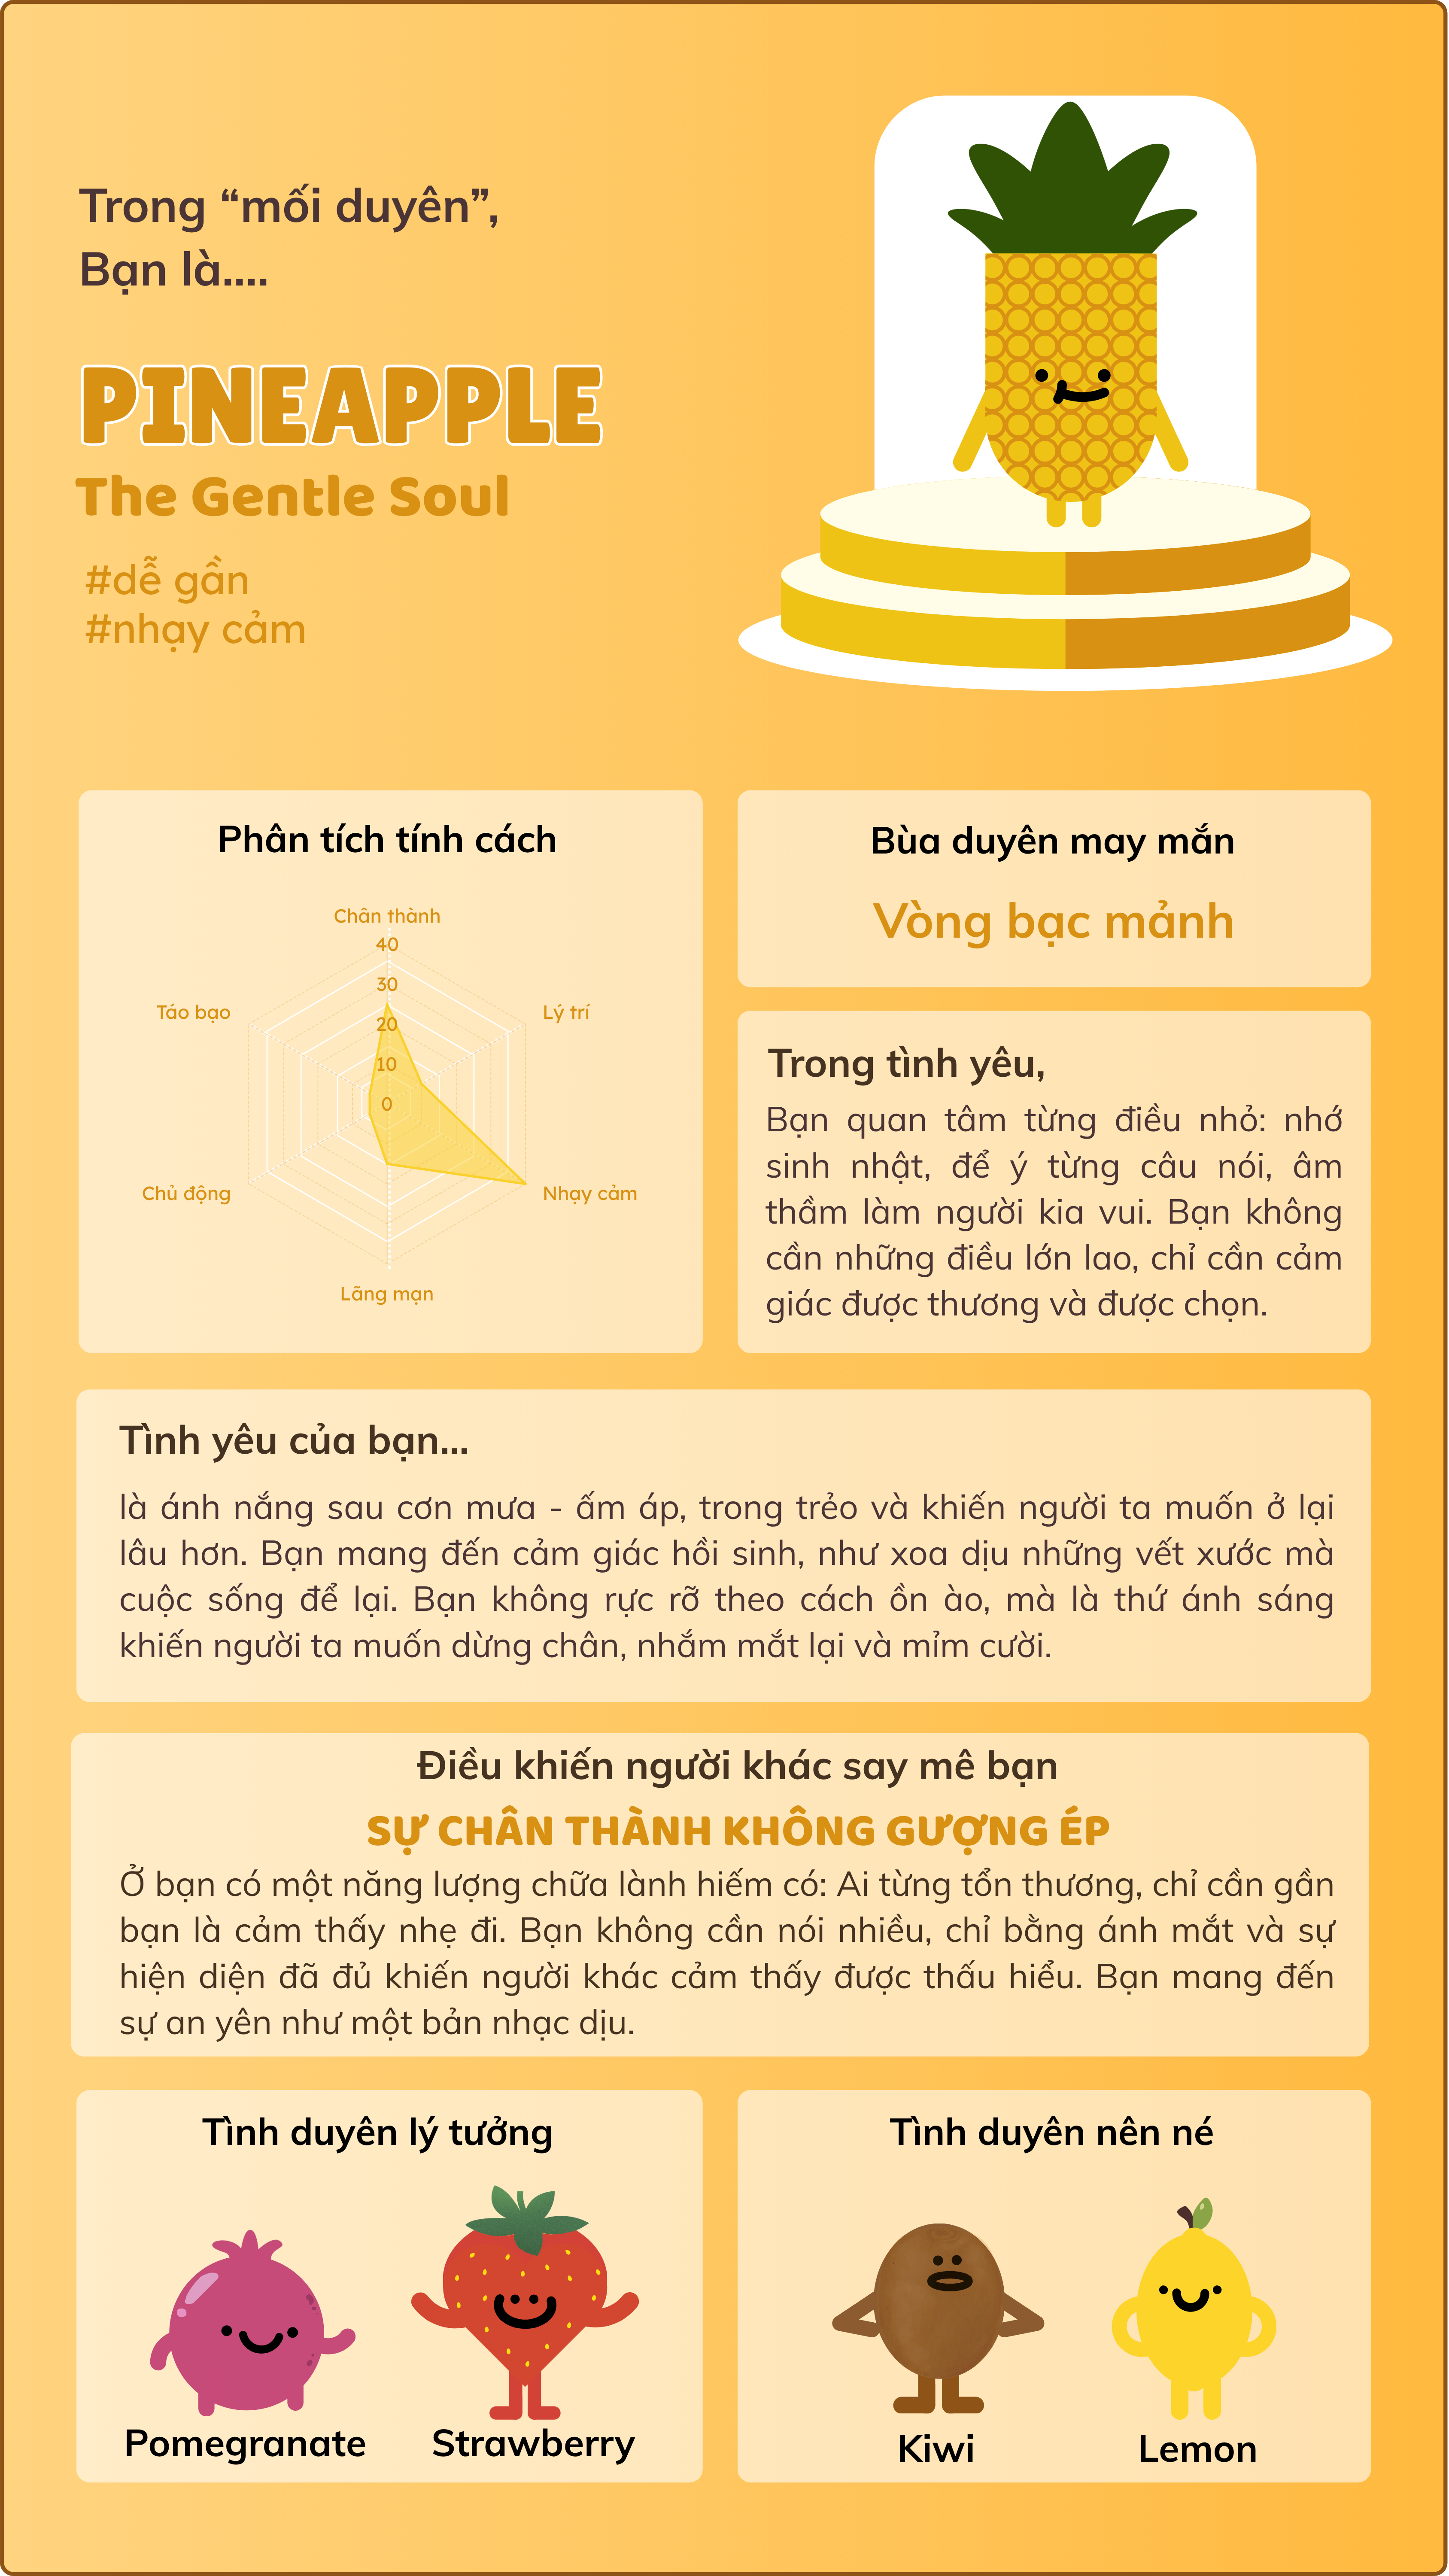 Trong “mối duyên”,
Bạn là....
PINEAPPLE
The Gentle Soul
#dễ gần
#nhạy cảm
Phân tích tính cách
Chân thành
40
30
20
10
0
Táo bạo
Lý trí
Chủ động
Nhạy cảm
Lãng mạn
Bùa duyên may mắn
Vòng bạc mảnh
Trong tình yêu,
Bạn quan tâm từng điều nhỏ: nhớ
sinh nhật, để ý từng câu nói, âm
thầm làm người kia vui. Bạn không
cần những điều lớn lao, chỉ cần cảm
giác được thương và được chọn.
Tình yêu của bạn...
là ánh nắng sau cơn mưa - ấm áp, trong trẻo và khiến người ta muốn ở lại
lâu hơn. Bạn mang đến cảm giác hồi sinh, như xoa dịu những vết xước mà
cuộc sống để lại. Bạn không rực rỡ theo cách ồn ào, mà là thứ ánh sáng
khiến người ta muốn dừng chân, nhắm mắt lại và mỉm cười.
Điều khiến người khác say mê bạn
SỰ CHÂN THÀNH KHÔNG GƯỢNG ÉP
Ở bạn có một năng lượng chữa lành hiếm có: Ai từng tổn thương, chỉ cần gần
bạn là cảm thấy nhẹ đi. Bạn không cần nói nhiều, chỉ bằng ánh mắt và sự
hiện diện đã đủ khiến người khác cảm thấy được thấu hiểu. Bạn mang đến
sự an yên như một bản nhạc dịu.
Tình duyên lý tưởng
Pomegranate
Strawberry
Tình duyên nên né
Kiwi
Lemon